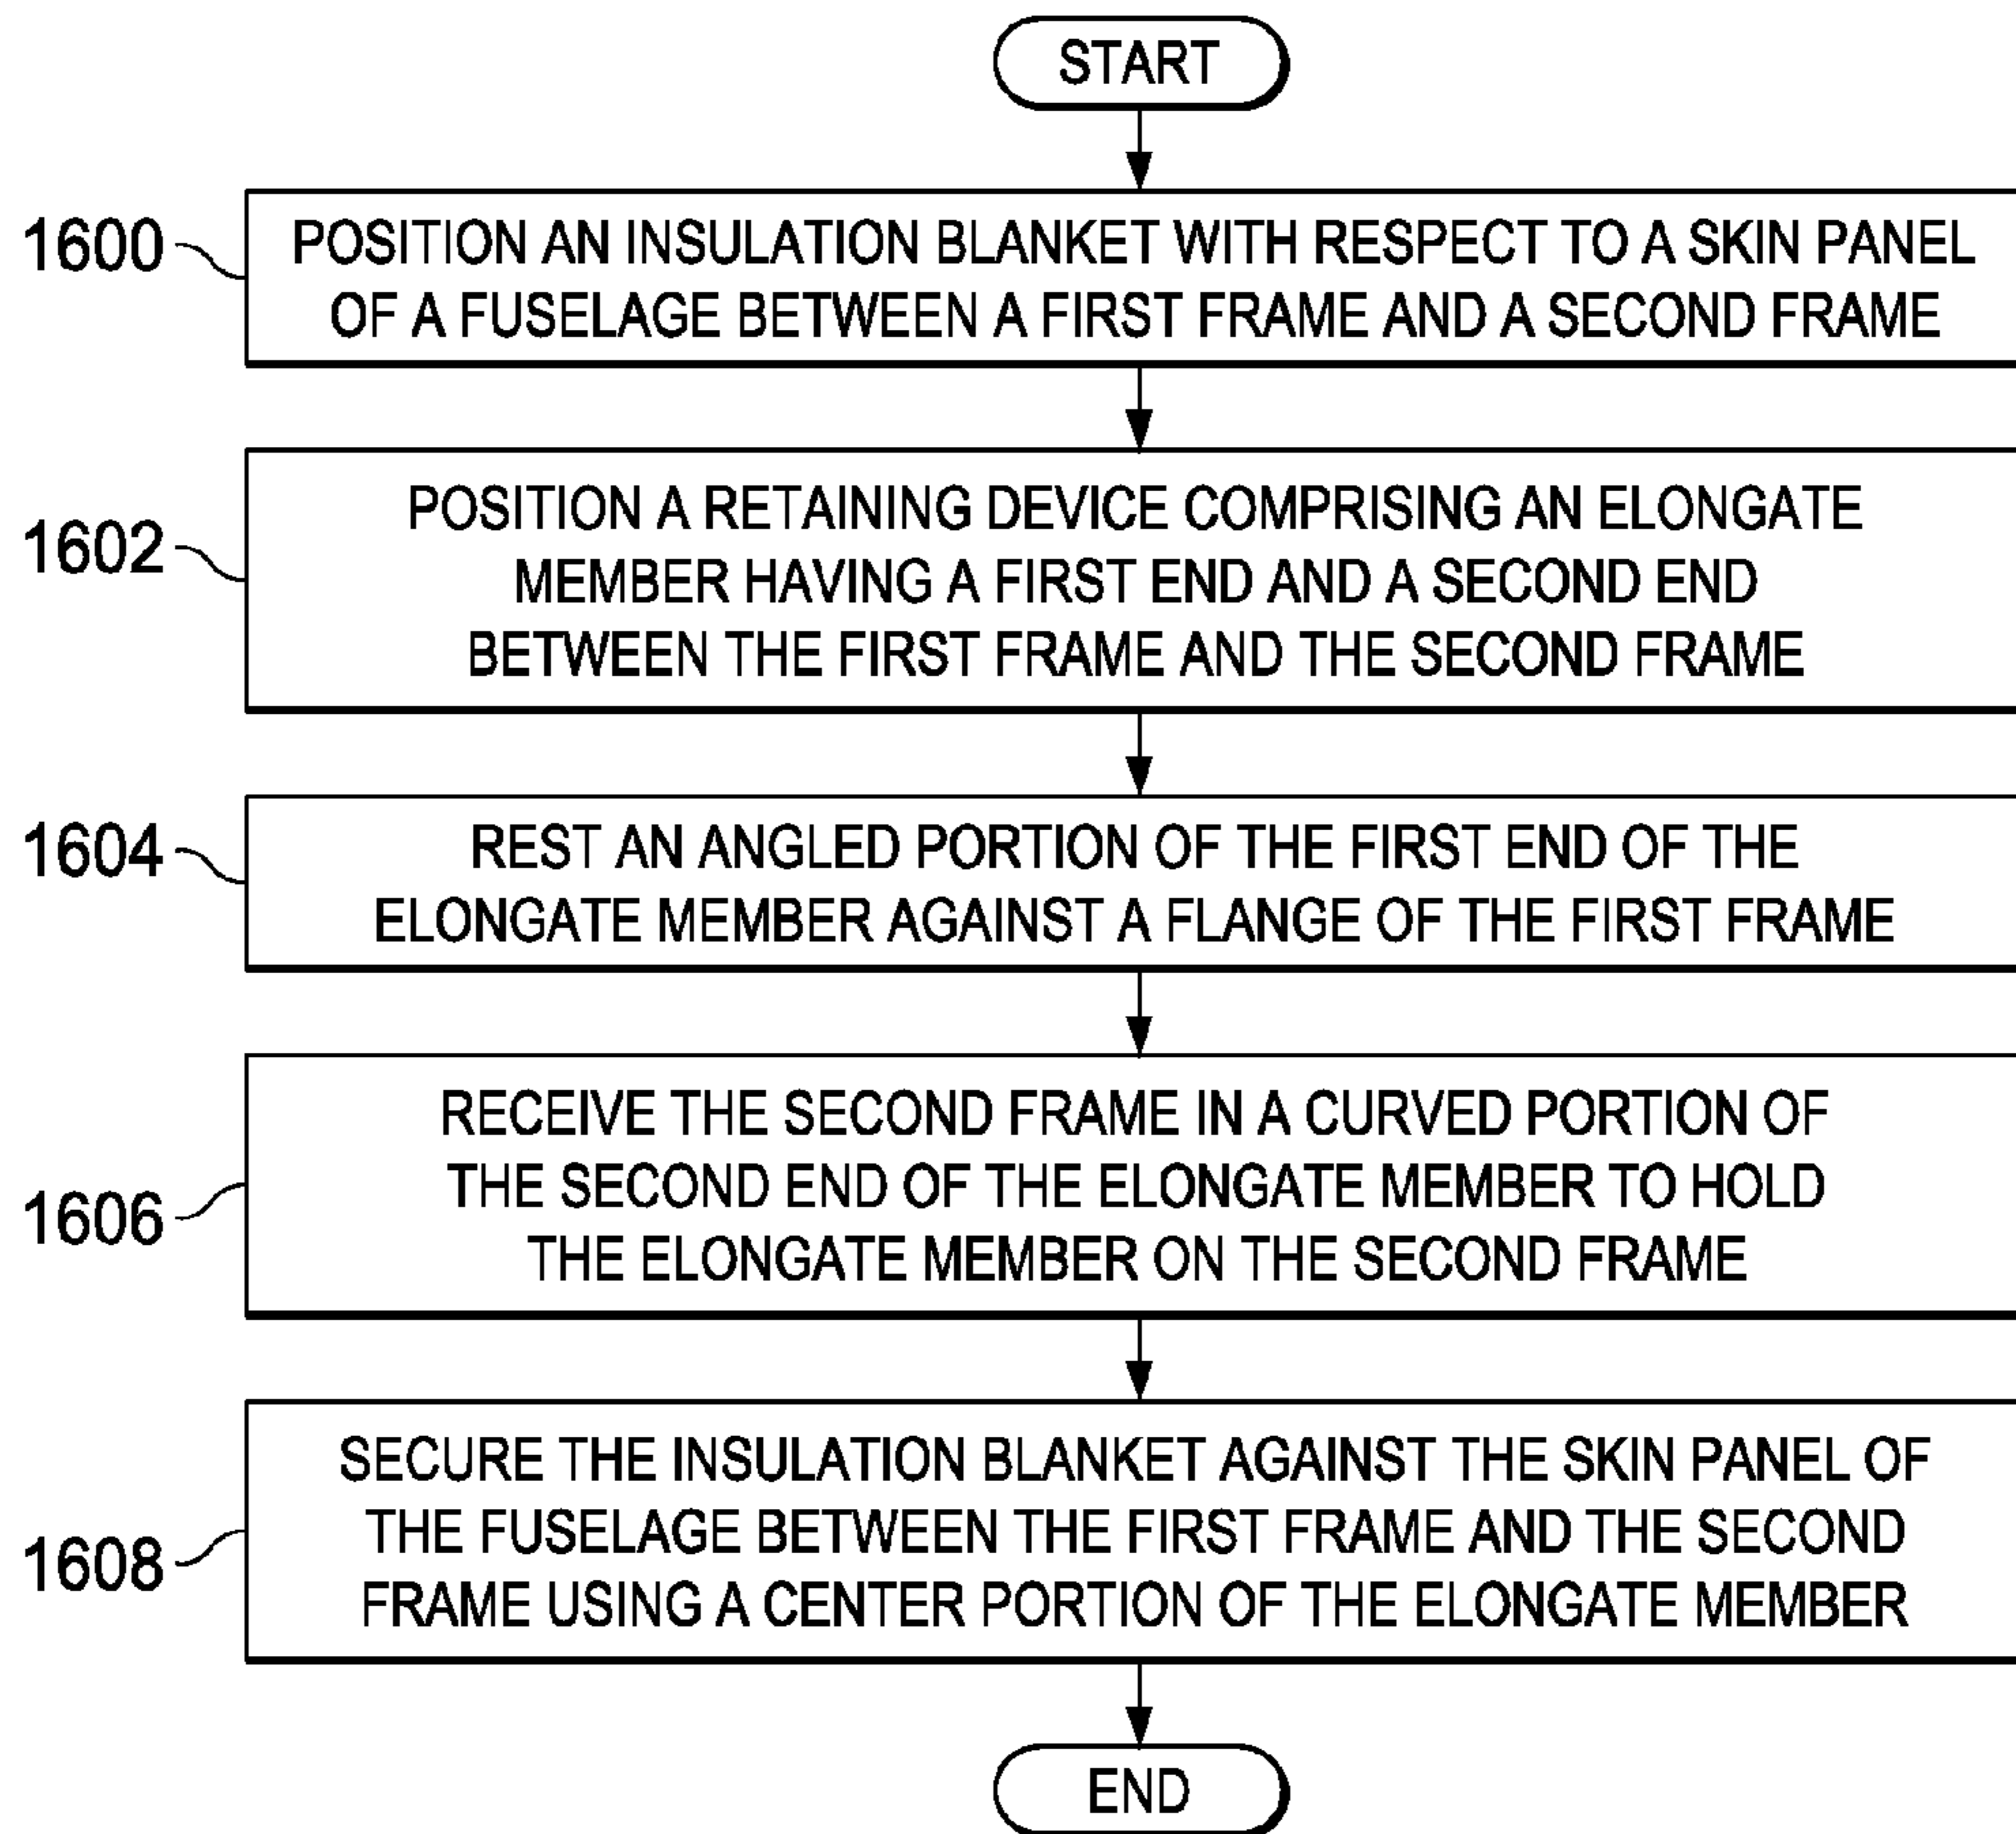 START
1600
POSITION AN INSULATION BLANKET WITH RESPECT TO A SKIN PANEL
OF A FUSELAGE BETWEEN A FIRST FRAME AND A SECOND FRAME
1602
POSITION A RETAINING DEVICE COMPRISING AN ELONGATE
MEMBER HAVING A FIRST END AND A SECOND END
BETWEEN THE FIRST FRAME AND THE SECOND FRAME
1604
REST AN ANGLED PORTION OF THE FIRST END OF THE
ELONGATE MEMBER AGAINST A FLANGE OF THE FIRST FRAME
1606
RECEIVE THE SECOND FRAME IN A CURVED PORTION OF
THE SECOND END OF THE ELONGATE MEMBER TO HOLD
THE ELONGATE MEMBER ON THE SECOND FRAME
1608
SECURE THE INSULATION BLANKET AGAINST THE SKIN PANEL OF
THE FUSELAGE BETWEEN THE FIRST FRAME AND THE SECOND
FRAME USING A CENTER PORTION OF THE ELONGATE MEMBER
END